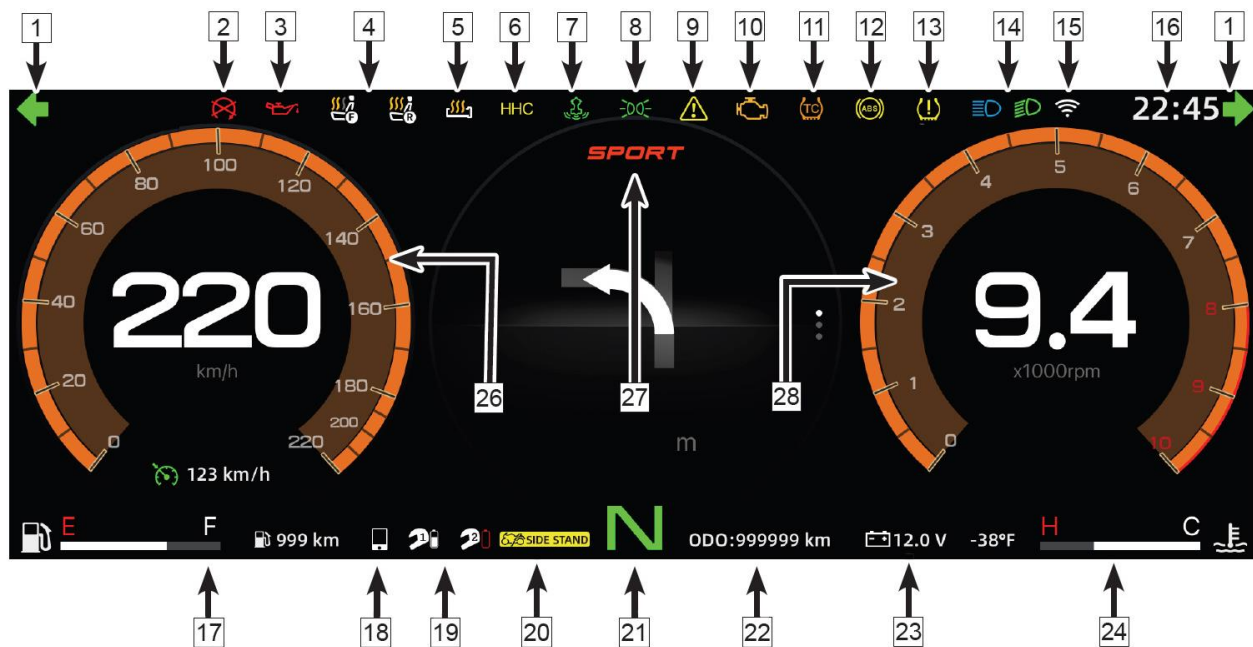 1 2 3 4 5 6 7 8 9 10 11 12 13 14 15 16 1
F R HHC TC ABS 22:45
SPORT
0 20 40 60 80 100 120 140 160 180 200 220
220
km/h
0 1 2 3 4 5 6 7 8 9 10
9.4
x1000rpm
26 27 28
m
123 km/h
E F 999 km 1 2 SIDE STAND N ODO:999999 km 12.0 V -38°F H C
17 18 19 20 21 22 23 24